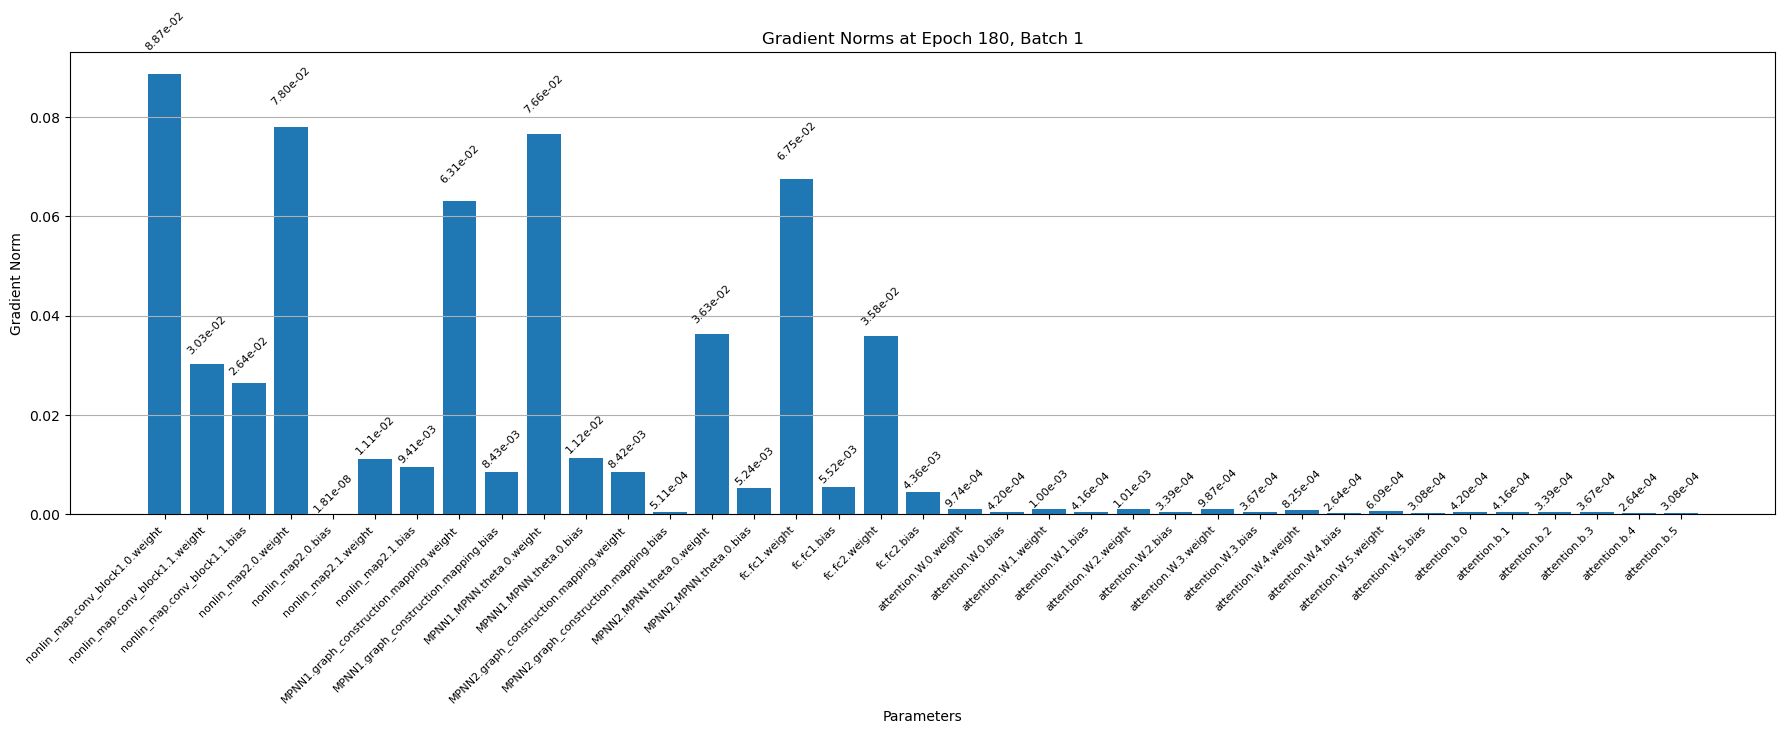 Gradient Norms at Epoch 180, Batch 1
Gradient Norm
0.08
0.06
0.04
0.02
0.00
8.87e-02
3.03e-02
2.64e-02
7.80e-02
1.81e-08
1.11e-02
9.41e-03
6.31e-02
8.43e-03
7.66e-02
1.12e-02
8.42e-03
5.11e-04
3.63e-02
5.24e-03
6.75e-02
5.52e-03
3.58e-02
4.36e-03
9.74e-04
4.20e-04
1.00e-03
4.16e-04
1.01e-03
3.39e-04
9.87e-04
3.67e-04
8.25e-04
2.64e-04
6.09e-04
3.08e-04
4.20e-04
4.16e-04
3.39e-04
3.67e-04
2.64e-04
3.08e-04
nonlin_map.conv_block1.0.weight
nonlin_map.conv_block1.1.weight
nonlin_map.conv_block1.1.bias
nonlin_map2.0.weight
nonlin_map2.0.bias
nonlin_map2.1.weight
nonlin_map2.1.bias
MPNN1.graph_construction.mapping.weight
MPNN1.graph_construction.mapping.bias
MPNN1.MPNN.theta.0.weight
MPNN1.MPNN.theta.0.bias
MPNN2.graph_construction.mapping.weight
MPNN2.graph_construction.mapping.bias
MPNN2.MPNN.theta.0.weight
MPNN2.MPNN.theta.0.bias
fc.fc1.weight
fc.fc1.bias
fc.fc2.weight
fc.fc2.bias
attention.W.0.weight
attention.W.0.bias
attention.W.1.weight
attention.W.1.bias
attention.W.2.weight
attention.W.2.bias
attention.W.3.weight
attention.W.3.bias
attention.W.4.weight
attention.W.4.bias
attention.W.5.weight
attention.W.5.bias
attention.b.0
attention.b.1
attention.b.2
attention.b.3
attention.b.4
attention.b.5
Parameters